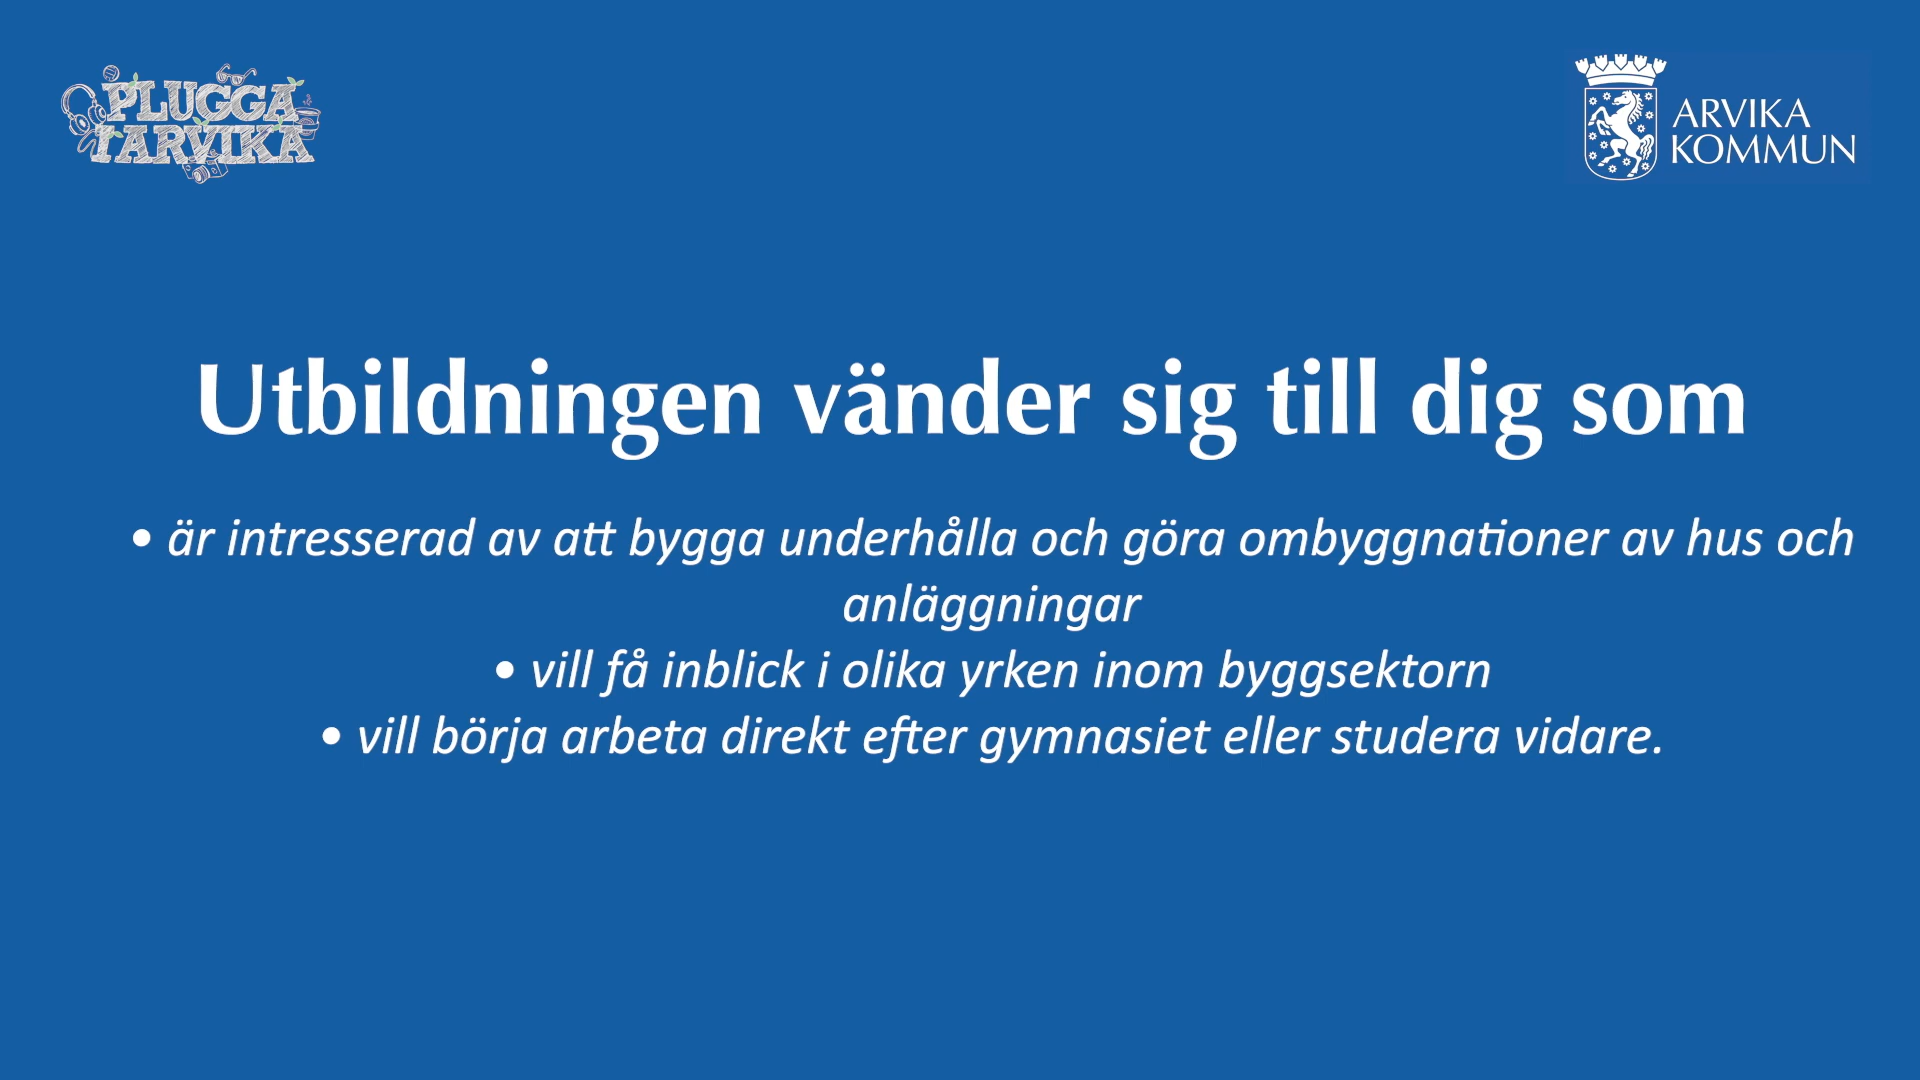 PLUGGA
I ARVIKA
ARVIKA
KOMMUN
Utbildningen vänder sig till dig som
• är intresserad av att bygga underhålla och göra ombyggnationer av hus och
anläggningar
• vill få inblick i olika yrken inom byggsektorn
• vill börja arbeta direkt efter gymnasiet eller studera vidare.